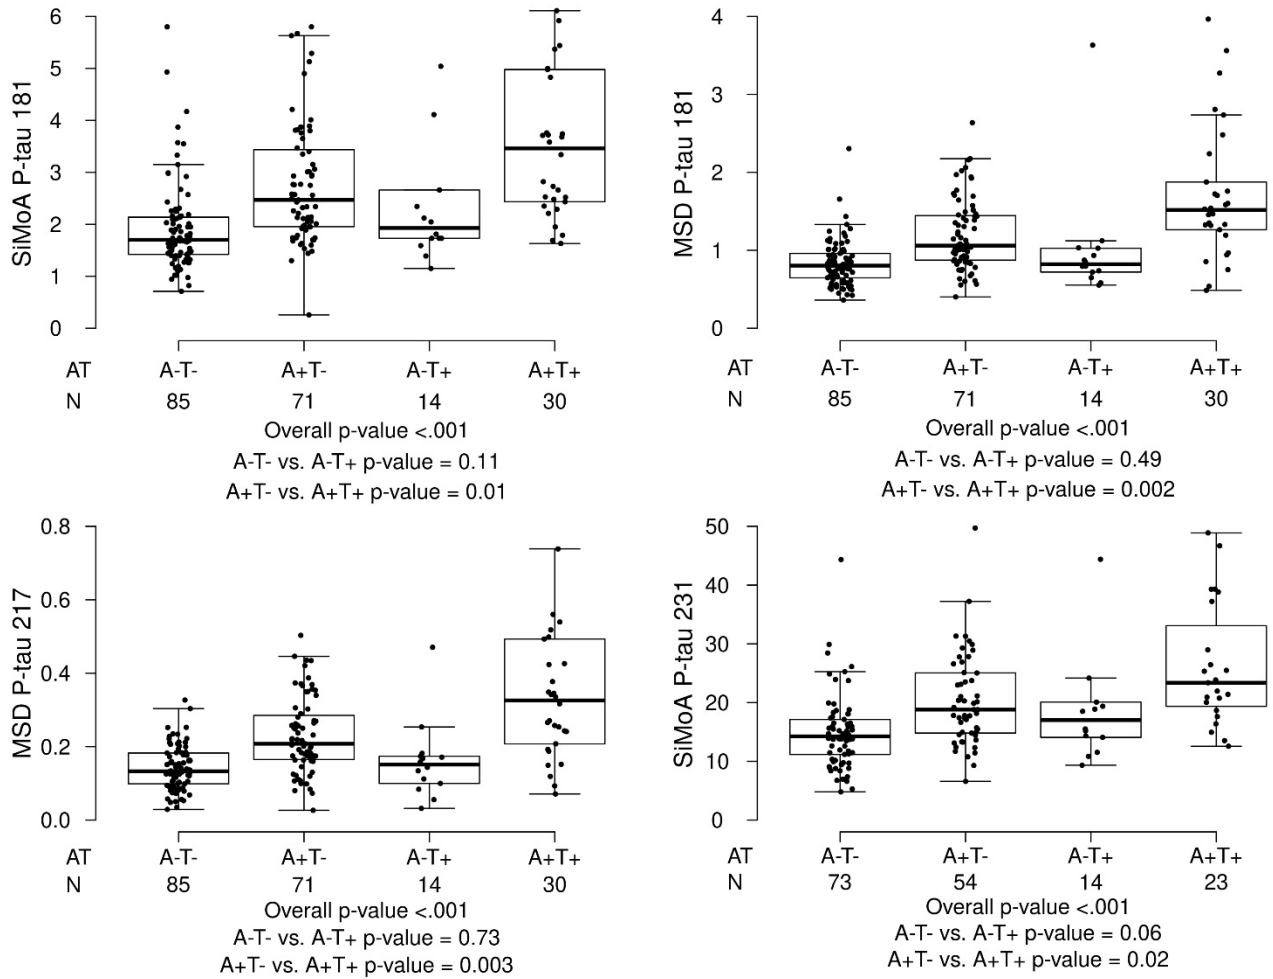 SiMoA P-tau 181
6
5
4
3
2
1
0
AT A-T- A+T- A-T+ A+T+
N 85 71 14 30
Overall p-value <.001
A-T- vs. A-T+ p-value = 0.11
A+T- vs. A+T+ p-value = 0.01
MSD P-tau 181
4
3
2
1
0
AT A-T- A+T- A-T+ A+T+
N 85 71 14 30
Overall p-value <.001
A-T- vs. A-T+ p-value = 0.49
A+T- vs. A+T+ p-value = 0.002
MSD P-tau 217
0.8
0.6
0.4
0.2
0.0
AT A-T- A+T- A-T+ A+T+
N 85 71 14 30
Overall p-value <.001
A-T- vs. A-T+ p-value = 0.73
A+T- vs. A+T+ p-value = 0.003
SiMoA P-tau 231
50
40
30
20
10
0
AT A-T- A+T- A-T+ A+T+
N 73 54 14 23
Overall p-value <.001
A-T- vs. A-T+ p-value = 0.06
A+T- vs. A+T+ p-value = 0.02